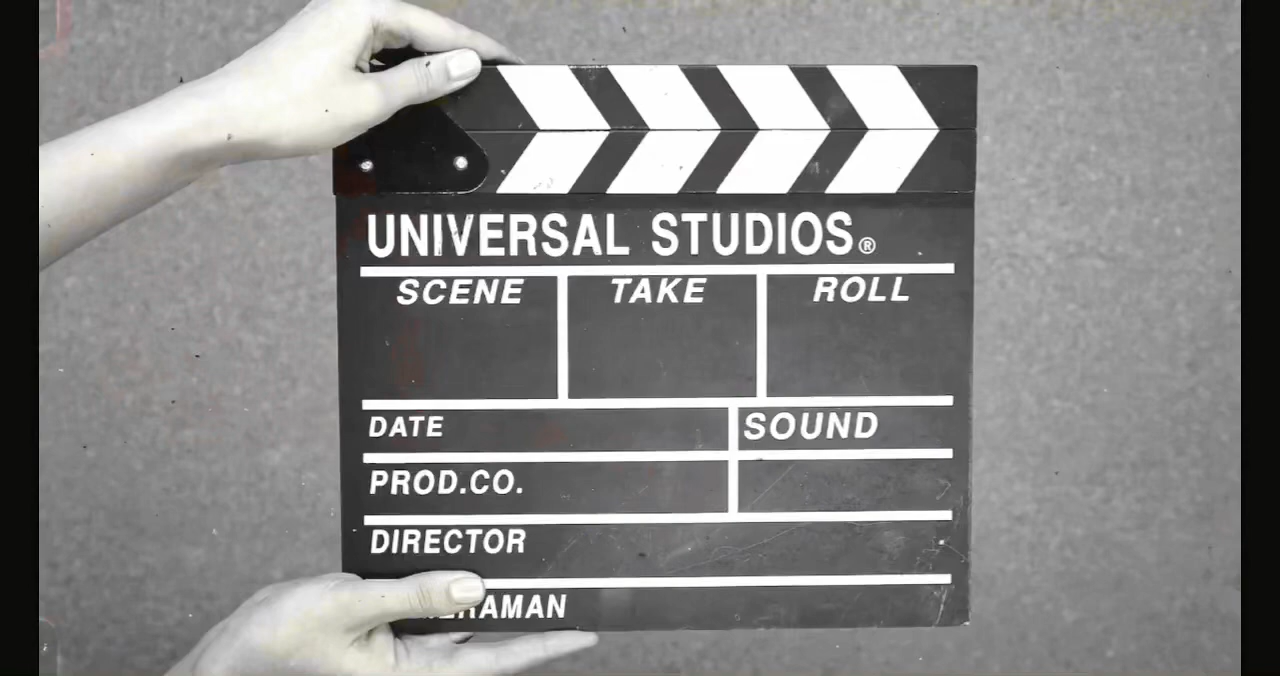 UNIVERSAL STUDIOS®
SCENE TAKE ROLL
DATE SOUND
PROD.CO.
DIRECTOR